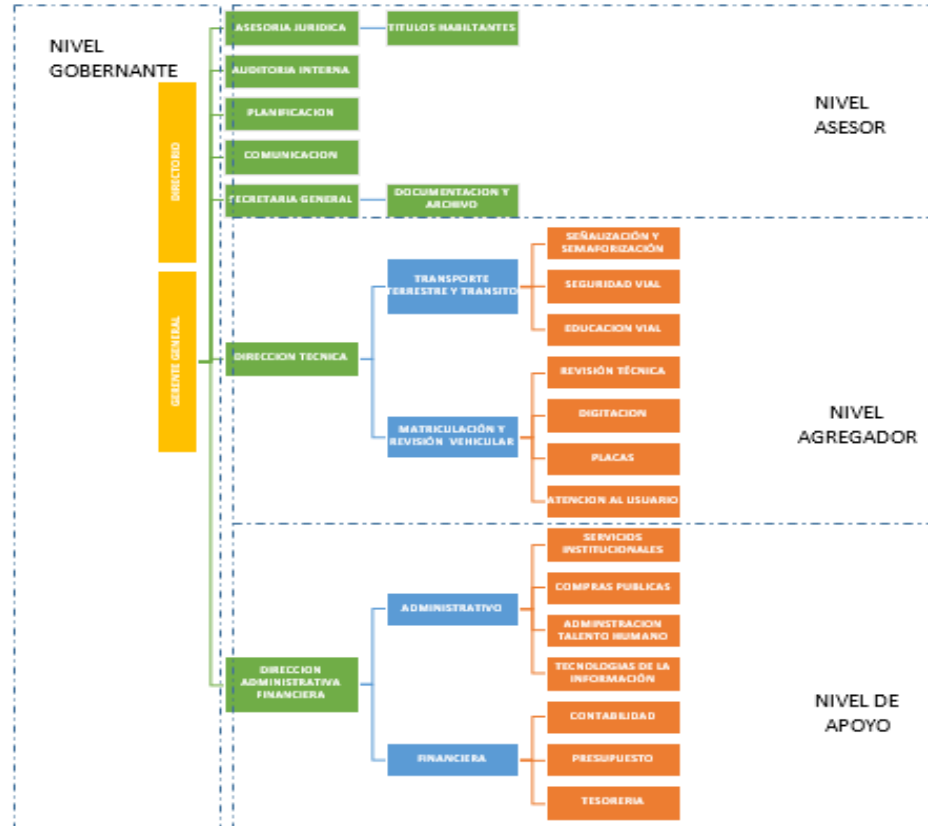 NIVEL
GOBERNANTE
DIRECTORIO
GERENTE GENERAL
ASESORIA JURIDICA
TITULOS HABILTANTES
AUDITORIA INTERNA
PLANIFICACION
COMUNICACION
SECRETARIA GENERAL
DOCUMENTACION Y
ARCHIVO
NIVEL
ASESOR
DIRECCION TECNICA
TRANSPORTE
TERRESTRE Y TRANSITO
SEÑALIZACIÓN Y
SEMAFORIZACIÓN
SEGURIDAD VIAL
EDUCACION VIAL
MATRICULACIÓN Y
REVISIÓN VEHICULAR
REVISIÓN TÉCNICA
DIGITACION
PLACAS
ATENCION AL USUARIO
NIVEL
AGREGADOR
DIRECCION
ADMINISTRATIVA
FINANCIERA
ADMINISTRATIVO
SERVICIOS
INSTITUCIONALES
COMPRAS PUBLICAS
ADMINSTRACION
TALENTO HUMANO
TECNOLOGIAS DE LA
INFORMACIÓN
FINANCIERA
CONTABILIDAD
PRESUPUESTO
TESORERIA
NIVEL DE
APOYO